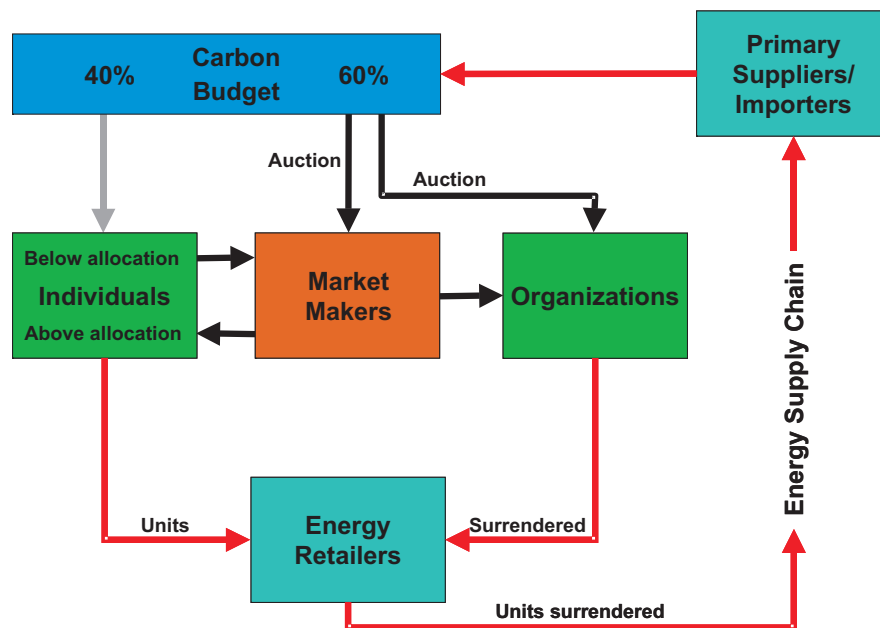 Carbon
Budget
40%
60%
Primary
Suppliers/
Importers
Auction
Auction
Below allocation
Individuals
Above allocation
Market
Makers
Organizations
Energy Supply Chain
Units
Energy
Retailers
Surrendered
Units surrendered